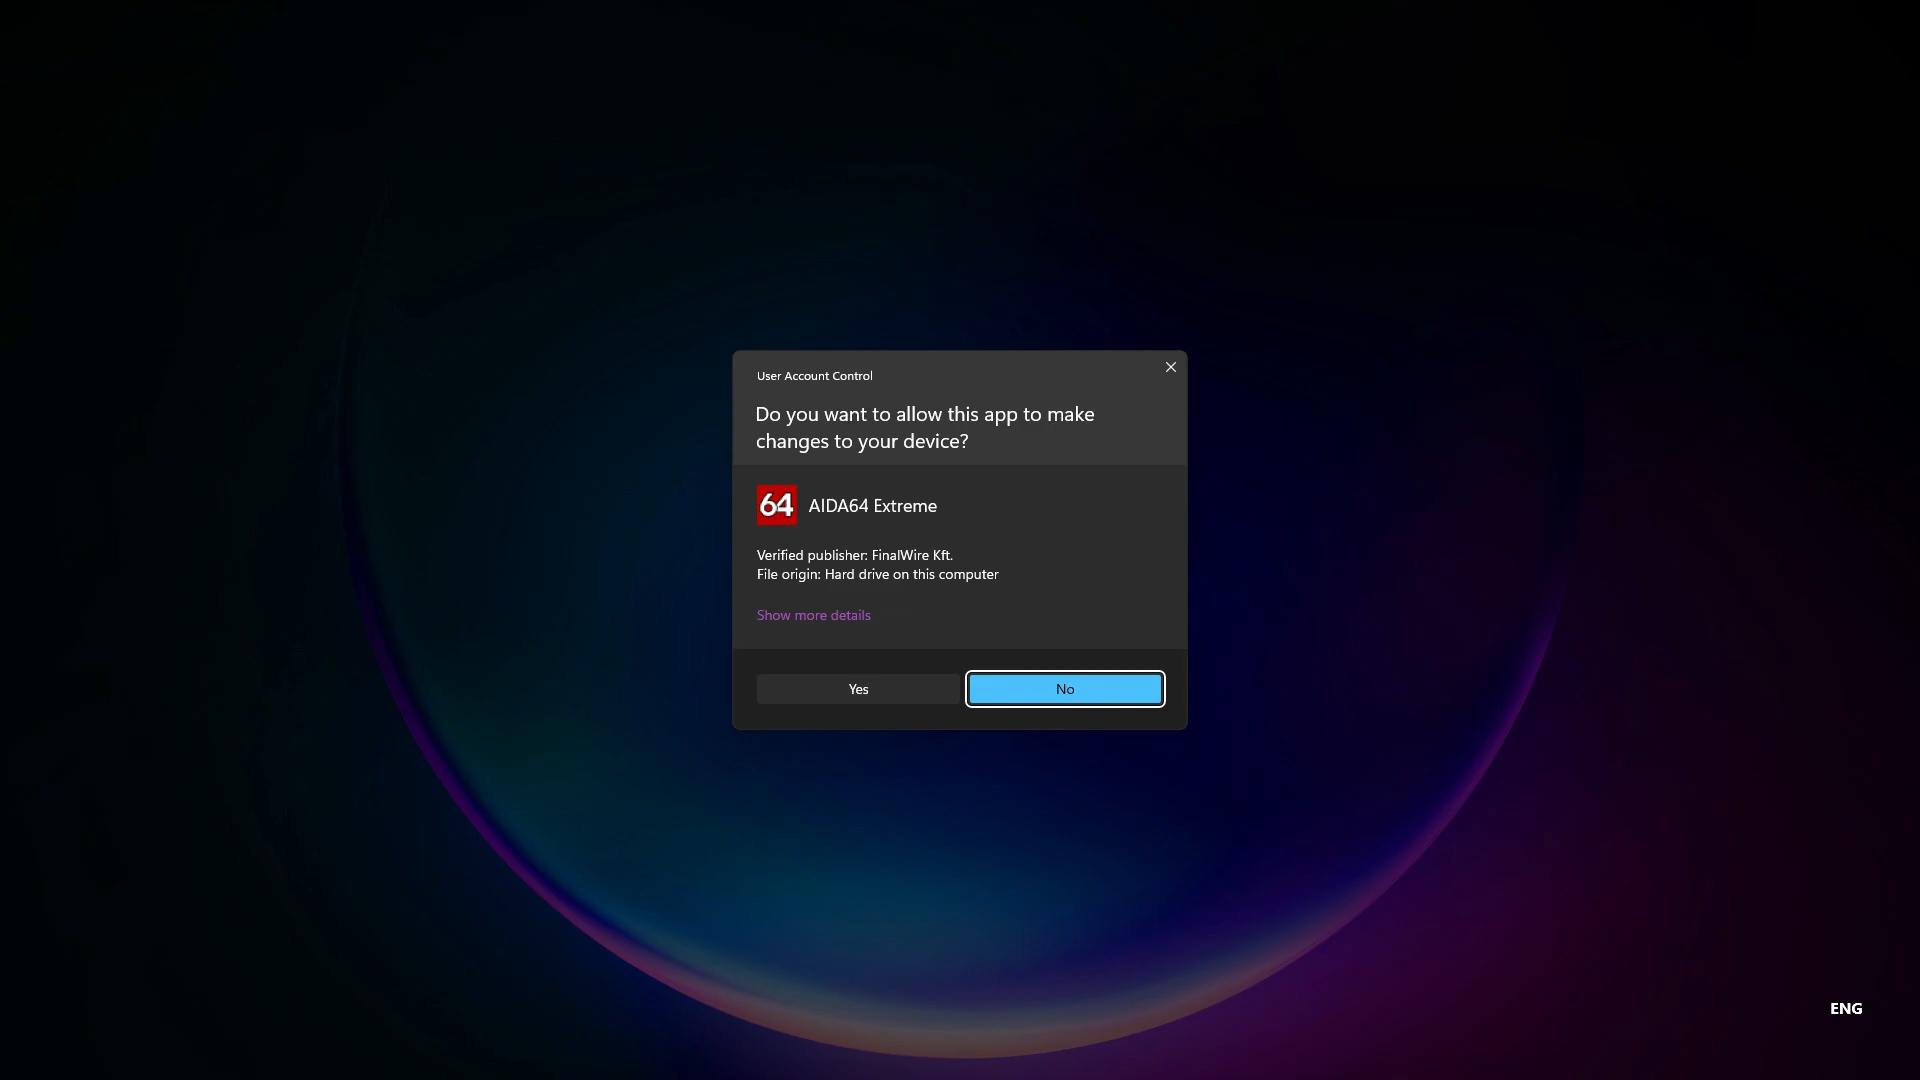 User Account Control
Do you want to allow this app to make
changes to your device?
64 AIDA64 Extreme
Verified publisher: FinalWire Kft.
File origin: Hard drive on this computer
Show more details
Yes No
ENG